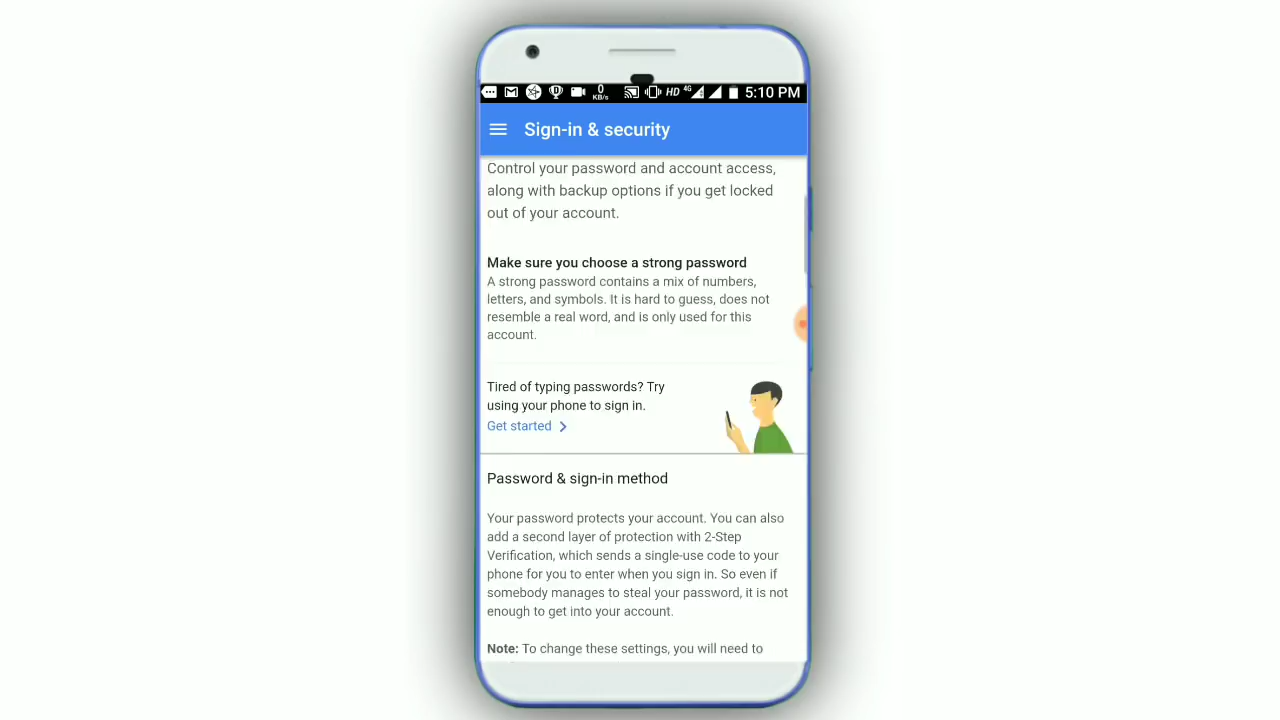 0
KB/s
HD
4G
5:10 PM
Sign-in & security
Control your password and account access,
along with backup options if you get locked
out of your account.
Make sure you choose a strong password
A strong password contains a mix of numbers,
letters, and symbols. It is hard to guess, does not
resemble a real word, and is only used for this
account.
Tired of typing passwords? Try
using your phone to sign in.
Get started
Password & sign-in method
Your password protects your account. You can also
add a second layer of protection with 2-Step
Verification, which sends a single-use code to your
phone for you to enter when you sign in. So even if
somebody manages to steal your password, it is not
enough to get into your account.
Note: To change these settings, you will need to